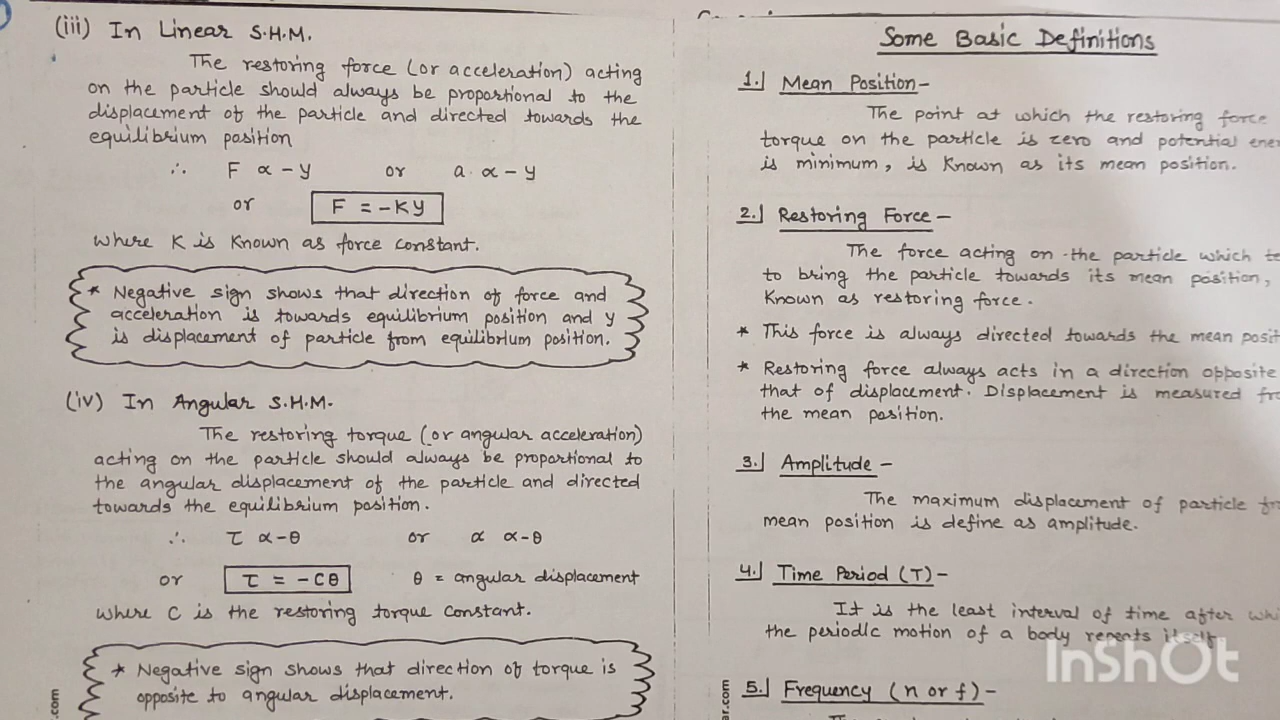 (iii) In Linear S.H.M.
The restoring force (or acceleration) acting
on the particle should always be proportional to the
displacement of the particle and directed towards the
equilibrium position
∴ F α - y or a α - y
or F = -Ky
where K is Known as force constant.
* Negative sign shows that direction of force and
acceleration is towards equilibrium position and y
is displacement of particle from equilibrium position.
(iv) In Angular S.H.M.
The restoring torque (or angular acceleration)
acting on the particle should always be proportional to
the angular displacement of the particle and directed
towards the equilibrium position.
∴ τ α -θ or α α -θ
or τ = -Cθ θ = angular displacement
where C is the restoring torque constant.
* Negative sign shows that direction of torque is
opposite to angular displacement.
.com
Some Basic Definitions
1.] Mean Position-
The point at which the restoring force
torque on the particle is zero and potential ener
is minimum, is Known as its mean position.
2.] Restoring Force-
The force acting on the particle which te
to bring the particle towards its mean position,
Known as restoring force.
* This force is always directed towards the mean posit
* Restoring force always acts in a direction opposite
that of displacement. Displacement is measured fro
the mean position.
3.] Amplitude-
The maximum displacement of particle fro
mean position is define as amplitude.
4.] Time Period (T)-
It is the least interval of time after whi
the periodic motion of a body repeats itself
5.] Frequency (n or f)-
ar.com
InShOt